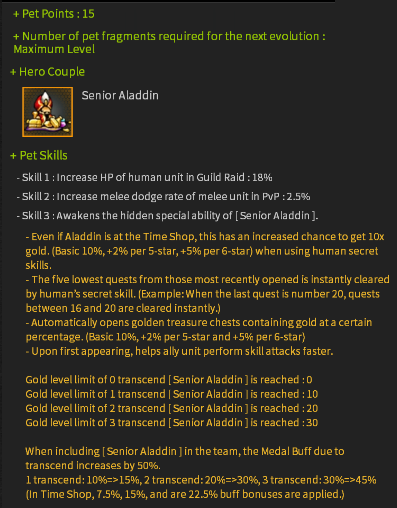 + Pet Points : 15
+ Number of pet fragments required for the next evolution :
Maximum Level
+ Hero Couple
Senior Aladdin
+ Pet Skills
- Skill 1 : Increase HP of human unit in Guild Raid : 18%
- Skill 2 : Increase melee dodge rate of melee unit in PvP : 2.5%
- Skill 3 : Awakens the hidden special ability of [ Senior Aladdin ].
- Even if Aladdin is at the Time Shop, this has an increased chance to get 10x
gold. (Basic 10%, +2% per 5-star, +5% per 6-star) when using human secret
skills.
- The five lowest quests from those most recently opened is instantly cleared
by human's secret skill. (Example: When the last quest is number 20, quests
between 16 and 20 are cleared instantly.)
- Automatically opens golden treasure chests containing gold at a certain
percentage. (Basic 10%, +2% per 5-star and +5% per 6-star)
- Upon first appearing, helps ally unit perform skill attacks faster.
Gold level limit of 0 transcend [ Senior Aladdin ] is reached : 0
Gold level limit of 1 transcend [ Senior Aladdin ] is reached : 10
Gold level limit of 2 transcend [ Senior Aladdin ] is reached : 20
Gold level limit of 3 transcend [ Senior Aladdin ] is reached : 30
When including [ Senior Aladdin ] in the team, the Medal Buff due to
transcend increases by 50%.
1 transcend: 10%=>15%, 2 transcend: 20%=>30%, 3 transcend: 30%=>45%
(In Time Shop, 7.5%, 15%, and are 22.5% buff bonuses are applied.)